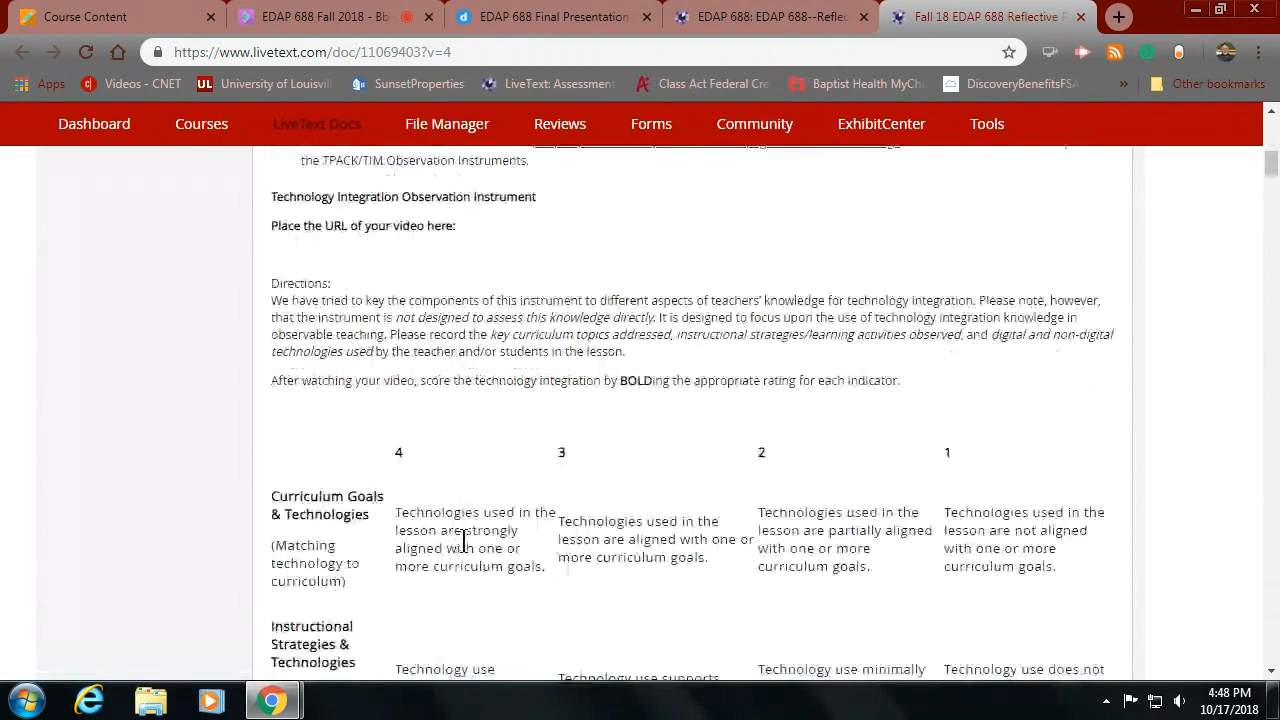 Course Content
EDAP 688 Fall 2018 - Bb
EDAP 688 Final Presentation
EDAP 688: EDAP 688--Refle
Fall 18 EDAP 688 Reflective P
https://www.livetext.com/doc/11069403?v=4
Apps
Videos - CNET
UL University of Louisvil
SunsetProperties
LiveText: Assessment
Class Act Federal Cre
Baptist Health MyCha
DiscoveryBenefitsFSA
» Other bookmarks
Dashboard
Courses
LiveText Docs
File Manager
Reviews
Forms
Community
ExhibitCenter
Tools
the TPACK/TIM Observation Instruments.
Technology Integration Observation Instrument
Place the URL of your video here:
Directions:
We have tried to key the components of this instrument to different aspects of teachers' knowledge for technology integration. Please note, however,
that the instrument is not designed to assess this knowledge directly. It is designed to focus upon the use of technology integration knowledge in
observable teaching. Please record the key curriculum topics addressed, instructional strategies/learning activities observed, and digital and non-digital
technologies used by the teacher and/or students in the lesson.
After watching your video, score the technology integration by BOLDing the appropriate rating for each indicator.
4 3 2 1
Curriculum Goals
& Technologies
(Matching
technology to
curriculum)
Technologies used in the
lesson are strongly
aligned with one or
more curriculum goals.
Technologies used in the
lesson are aligned with one or
more curriculum goals.
Technologies used in the
lesson are partially aligned
with one or more
curriculum goals.
Technologies used in the
lesson are not aligned
with one or more
curriculum goals.
Instructional
Strategies &
Technologies
Technology use
Technology use supports
Technology use minimally
Technology use does not
4:48 PM
10/17/2018